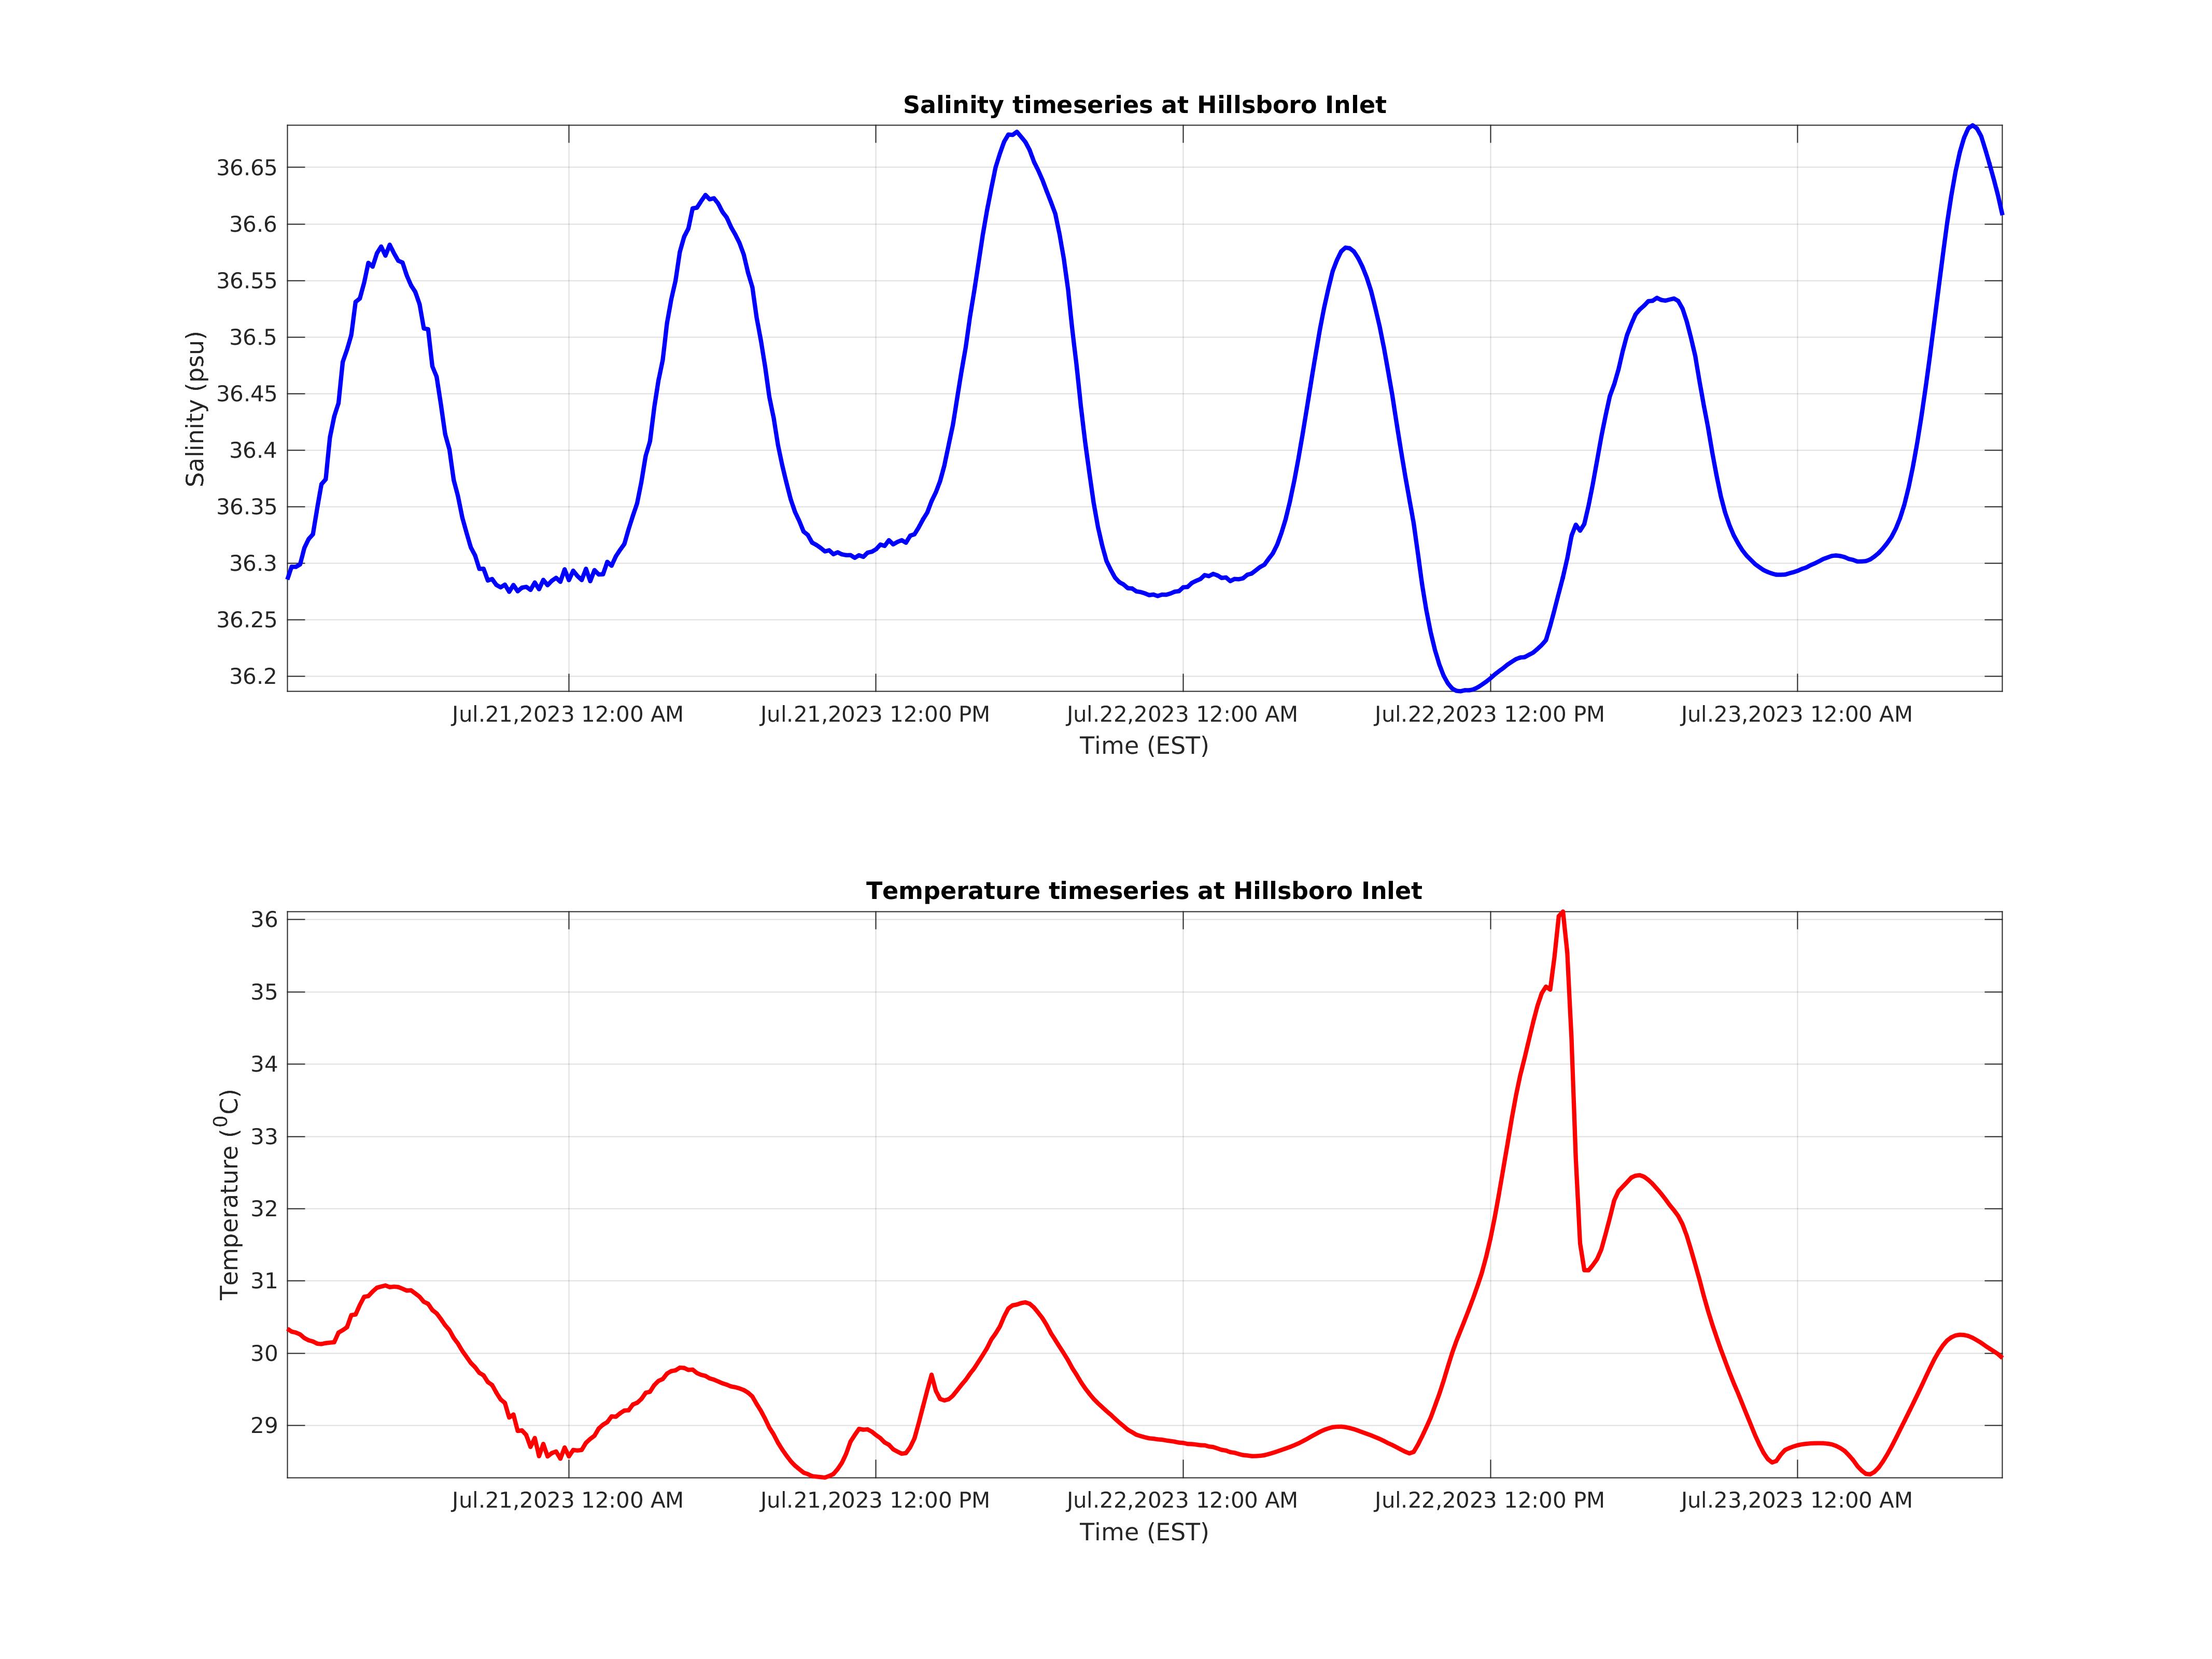 Salinity timeseries at Hillsboro Inlet
36.65
36.6
36.55
36.5
36.45
36.4
36.35
36.3
36.25
36.2
Salinity (psu)
Jul.21,2023 12:00 AM
Jul.21,2023 12:00 PM
Jul.22,2023 12:00 AM
Jul.22,2023 12:00 PM
Jul.23,2023 12:00 AM
Time (EST)
Temperature timeseries at Hillsboro Inlet
36
35
34
33
32
31
30
29
Temperature (⁰C)
Jul.21,2023 12:00 AM
Jul.21,2023 12:00 PM
Jul.22,2023 12:00 AM
Jul.22,2023 12:00 PM
Jul.23,2023 12:00 AM
Time (EST)